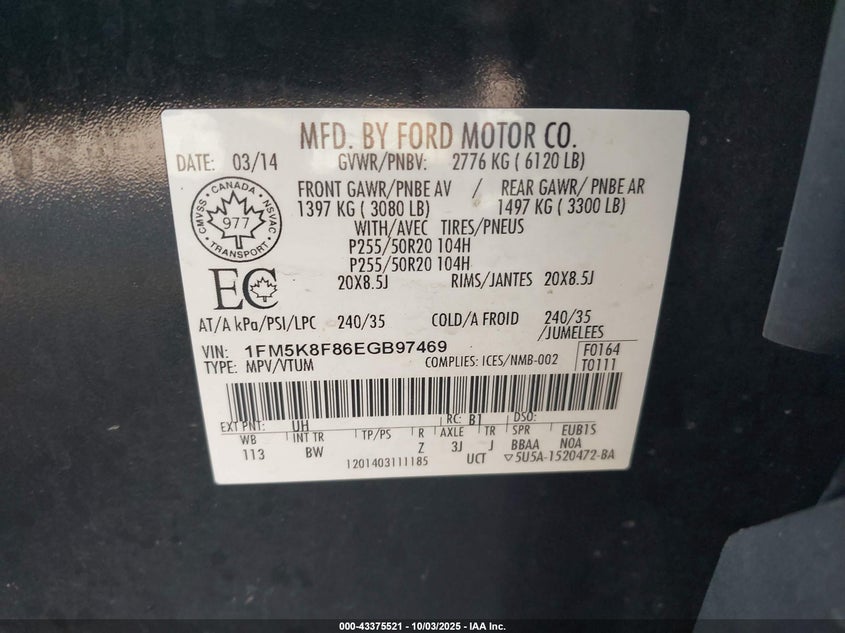 MFD. BY FORD MOTOR CO.
DATE: 03/14 GVWR/PNBV: 2776 KG ( 6120 LB)
FRONT GAWR/PNBE AV / REAR GAWR/ PNBE AR
1397 KG ( 3080 LB) 1497 KG ( 3300 LB)
WITH/AVEC TIRES/PNEUS
P255/50R20 104H
P255/50R20 104H
20X8.5J RIMS/JANTES 20X8.5J
CMVSS · CANADA · NSVAC
977
· TRANSPORT ·
EC
AT/A kPa/PSI/LPC 240/35 COLD/A FROID 240/35
/JUMELEES
VIN: 1FM5K8F86EGB97469 F0164
TYPE: MPV/VTUM COMPLIES: ICES/NMB-002 T0111
EXT PNT: UH RC: B1 DSO:
WB INT TR TP/PS R AXLE TR SPR EUB1S
113 BW Z 3J J BBAA NOA
1201403111185 UCT ▽5U5A-1520472-BA
000-43375521 - 10/03/2025 - IAA Inc.